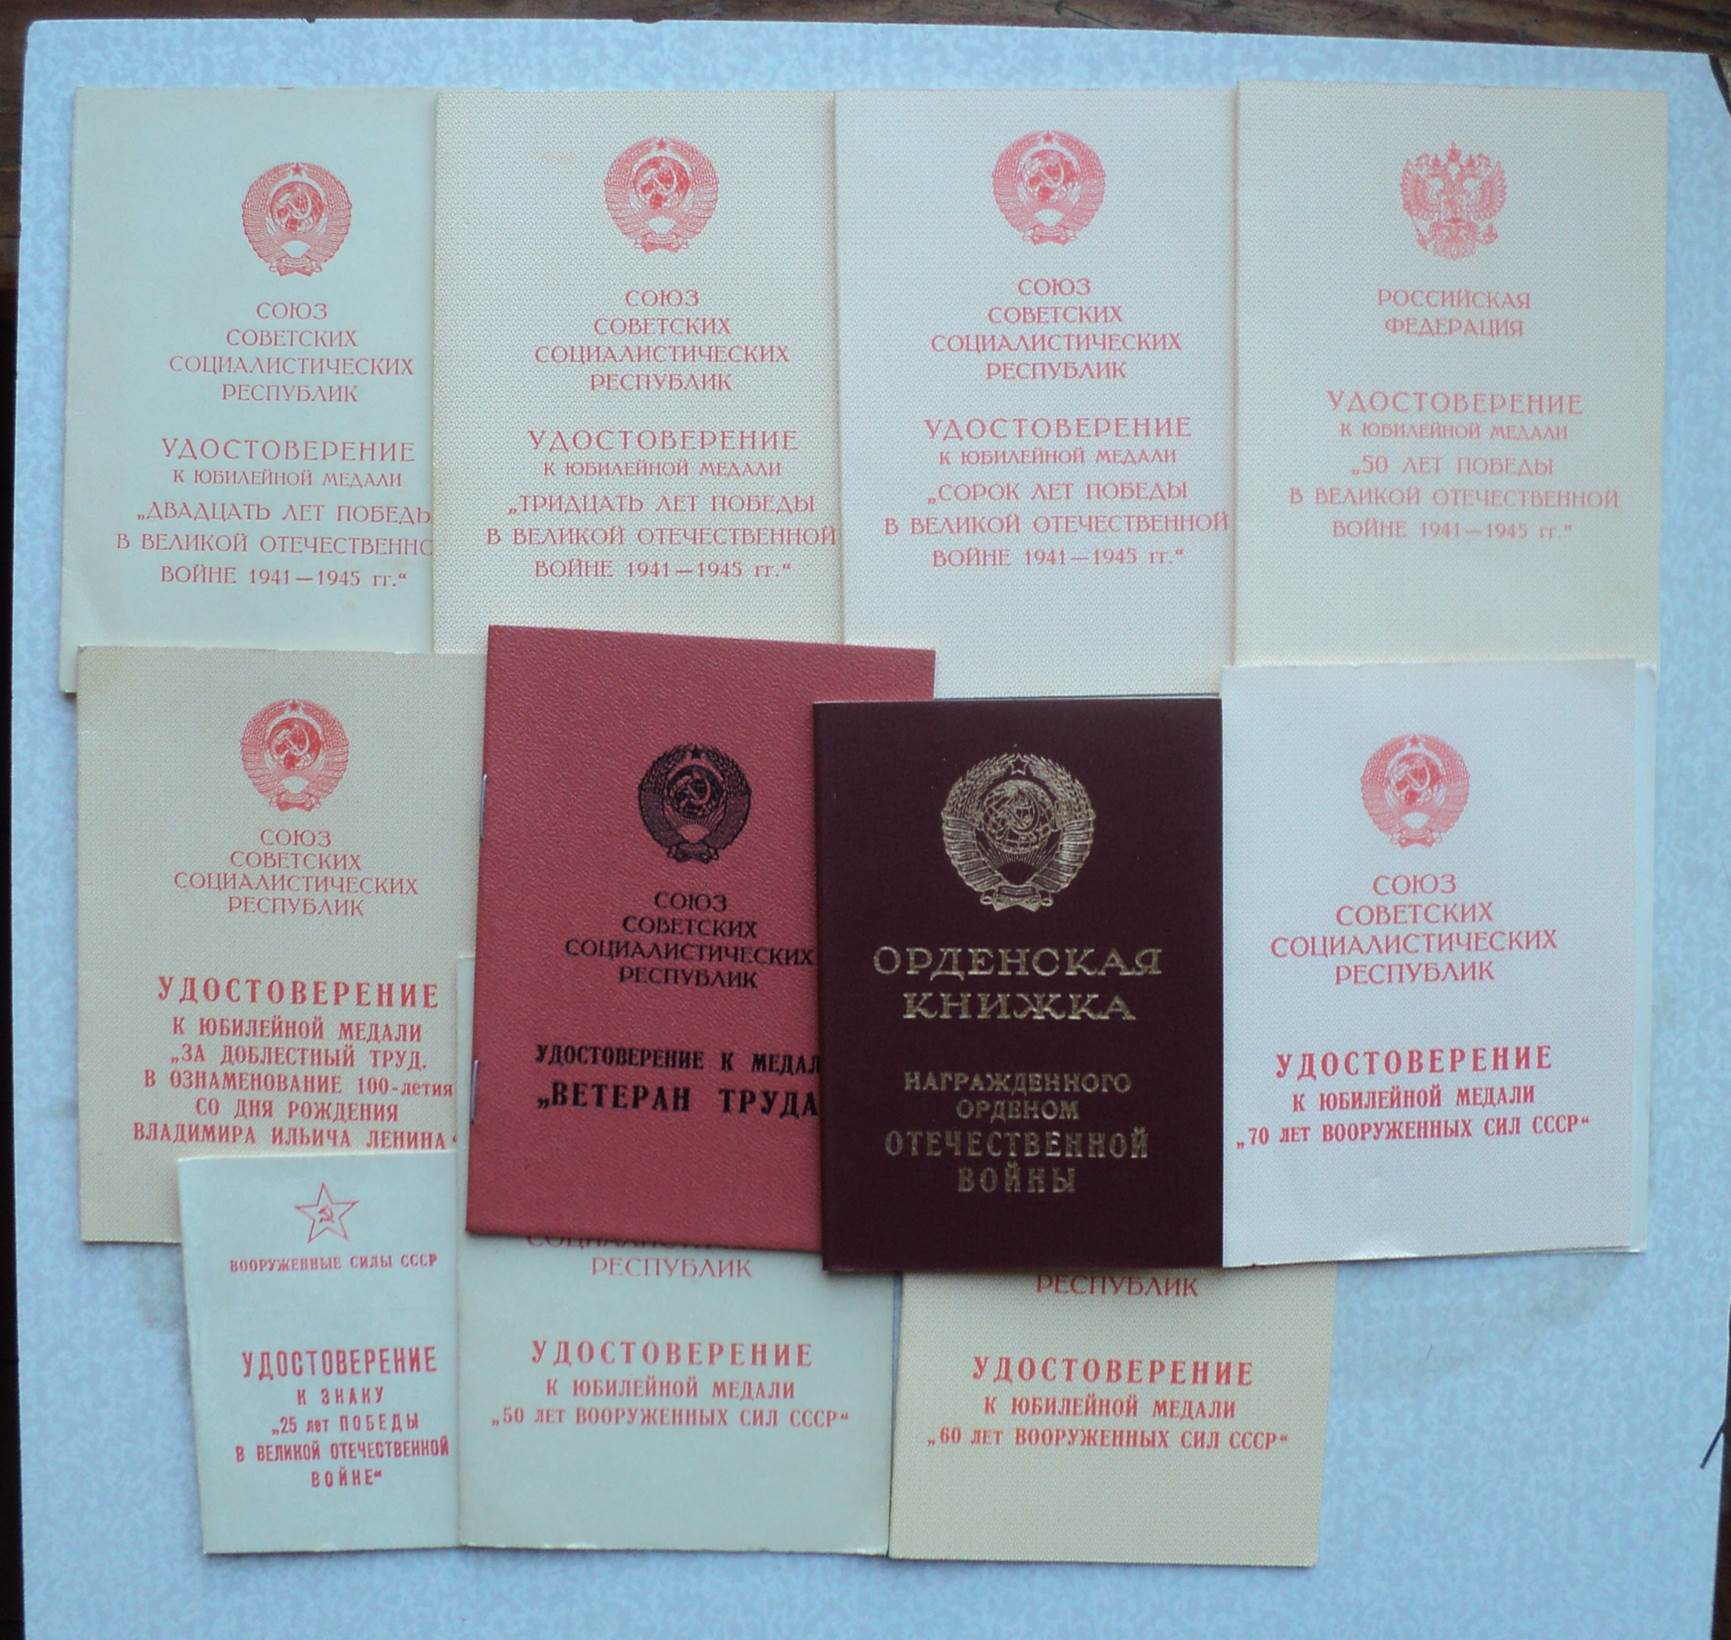 СОЮЗ
СОВЕТСКИХ
СОЦИАЛИСТИЧЕСКИХ
РЕСПУБЛИК
УДОСТОВЕРЕНИЕ
К ЮБИЛЕЙНОЙ МЕДАЛИ
„ДВАДЦАТЬ ЛЕТ ПОБЕДЫ
В ВЕЛИКОЙ ОТЕЧЕСТВЕННО
ВОЙНЕ 1941—1945 гг.“
СОЮЗ
СОВЕТСКИХ
СОЦИАЛИСТИЧЕСКИХ
РЕСПУБЛИК
УДОСТОВЕРЕНИЕ
К ЮБИЛЕЙНОЙ МЕДАЛИ
„ТРИДЦАТЬ ЛЕТ ПОБЕДЫ
В ВЕЛИКОЙ ОТЕЧЕСТВЕННОЙ
ВОЙНЕ 1941—1945 гг.“
СОЮЗ
СОВЕТСКИХ
СОЦИАЛИСТИЧЕСКИХ
РЕСПУБЛИК
УДОСТОВЕРЕНИЕ
К ЮБИЛЕЙНОЙ МЕДАЛИ
„СОРОК ЛЕТ ПОБЕДЫ
В ВЕЛИКОЙ ОТЕЧЕСТВЕННОЙ
ВОЙНЕ 1941—1945 гг.“
РОССИЙСКАЯ
ФЕДЕРАЦИЯ
УДОСТОВЕРЕНИЕ
К ЮБИЛЕЙНОЙ МЕДАЛИ
„50 ЛЕТ ПОБЕДЫ
В ВЕЛИКОЙ ОТЕЧЕСТВЕННОЙ
ВОЙНЕ 1941—1945 гг.“
СОЮЗ
СОВЕТСКИХ
СОЦИАЛИСТИЧЕСКИХ
РЕСПУБЛИК
УДОСТОВЕРЕНИЕ
К ЮБИЛЕЙНОЙ МЕДАЛИ
„ЗА ДОБЛЕСТНЫЙ ТРУД.
В ОЗНАМЕНОВАНИЕ 100-летия
СО ДНЯ РОЖДЕНИЯ
ВЛАДИМИРА ИЛЬИЧА ЛЕНИНА“
СОЮЗ
СОВЕТСКИХ
СОЦИАЛИСТИЧЕСКИХ
РЕСПУБЛИК
УДОСТОВЕРЕНИЕ К МЕДАЛ
„ВЕТЕРАН ТРУДА
ОРДЕНСКАЯ
КНИЖКА
НАГРАЖДЕННОГО
ОРДЕНОМ
ОТЕЧЕСТВЕННОЙ
ВОЙНЫ
СОЮЗ
СОВЕТСКИХ
СОЦИАЛИСТИЧЕСКИХ
РЕСПУБЛИК
УДОСТОВЕРЕНИЕ
К ЮБИЛЕЙНОЙ МЕДАЛИ
„70 ЛЕТ ВООРУЖЕННЫХ СИЛ СССР“
ВООРУЖЕННЫЕ СИЛЫ СССР
УДОСТОВЕРЕНИЕ
К ЗНАКУ
„25 лет ПОБЕДЫ
В ВЕЛИКОЙ ОТЕЧЕСТВЕННОЙ
ВОЙНЕ“
СОЦИАЛИСТИЧЕСКИХ
РЕСПУБЛИК
УДОСТОВЕРЕНИЕ
К ЮБИЛЕЙНОЙ МЕДАЛИ
„50 ЛЕТ ВООРУЖЕННЫХ СИЛ СССР“
РЕСПУБЛИК
УДОСТОВЕРЕНИЕ
К ЮБИЛЕЙНОЙ МЕДАЛИ
„60 ЛЕТ ВООРУЖЕННЫХ СИЛ СССР“